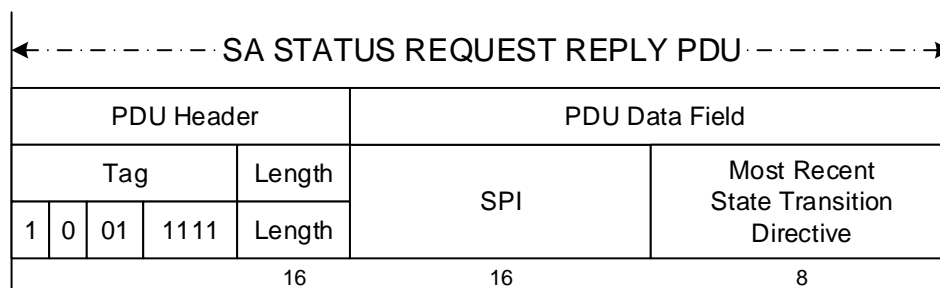 SA STATUS REQUEST REPLY PDU
PDU Header PDU Data Field
Tag Length SPI Most Recent
State Transition
Directive
1 0 01 1111 Length
16 16 8